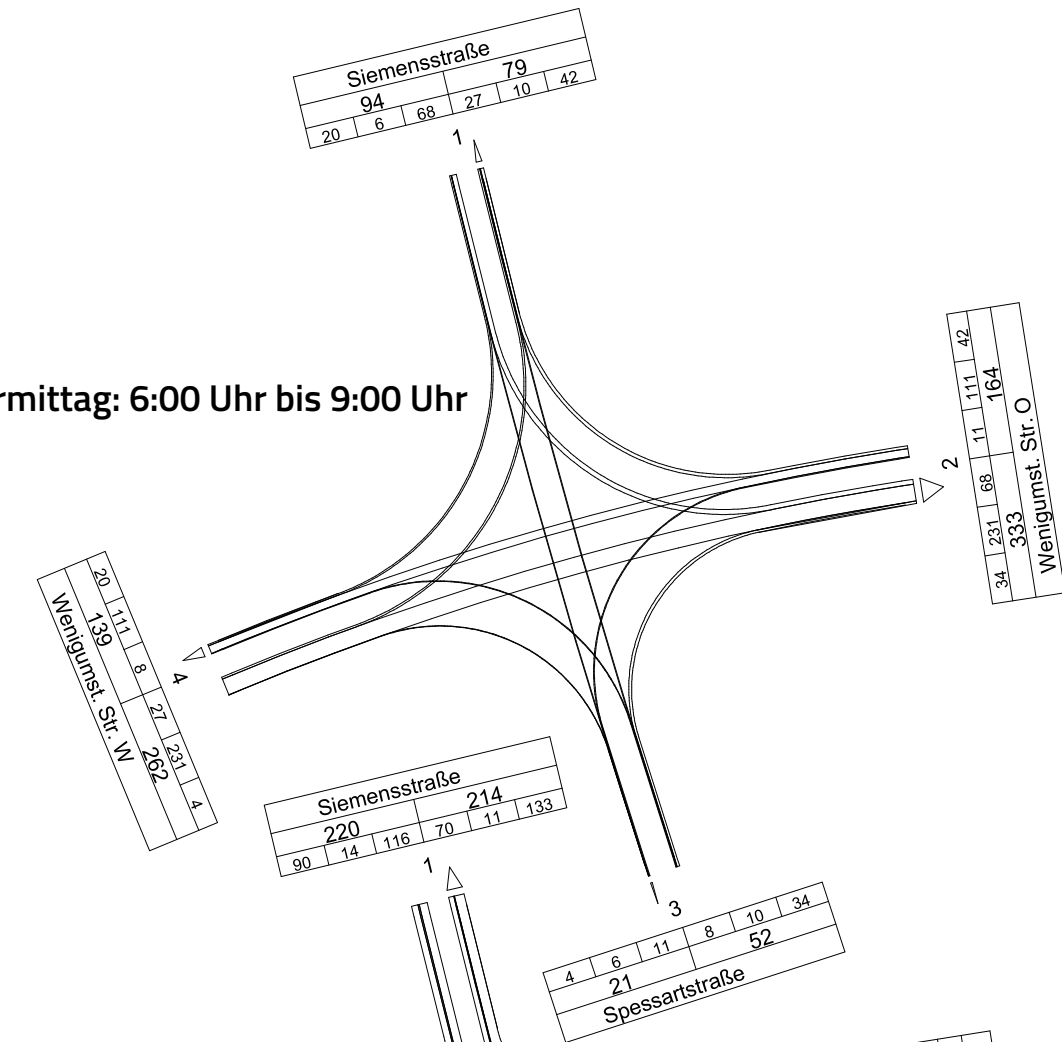 Siemensstraße
94 79
20 6 68 27 10 42
1
rmittag: 6:00 Uhr bis 9:00 Uhr
42 111 11 68 231 34
164 333
Wenigumst. Str. O
2
20 111 8 27 231 4
139 262
Wenigumst. Str. W
4
Siemensstraße
220 214
90 14 116 70 11 133
1
3
4 6 11 8 10 34
21 52
Spessartstraße